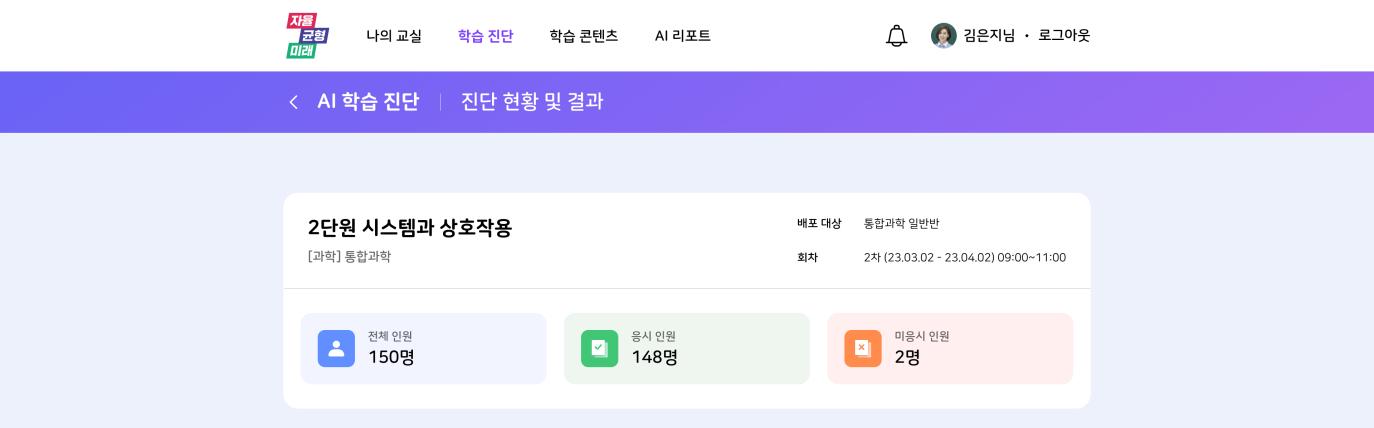 자율
균형
미래
나의 교실
학습 진단
학습 콘텐츠
AI 리포트
김은지님 · 로그아웃
AI 학습 진단
진단 현황 및 결과
2단원 시스템과 상호작용
[과학] 통합과학
배포 대상 통합과학 일반반
회차 2차 (23.03.02 - 23.04.02) 09:00~11:00
전체 인원
150명
응시 인원
148명
미응시 인원
2명